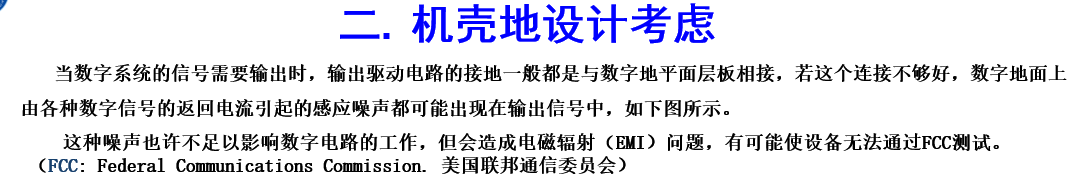 二. 机壳地设计考虑
当数字系统的信号需要输出时，输出驱动电路的接地一般都是与数字地平面层板相接，若这个连接不够好，数字地面上
由各种数字信号的返回电流引起的感应噪声都可能出现在输出信号中，如下图所示。
这种噪声也许不足以影响数字电路的工作，但会造成电磁辐射（EMI）问题，有可能使设备无法通过FCC测试。
（FCC: Federal Communications Commission. 美国联邦通信委员会）